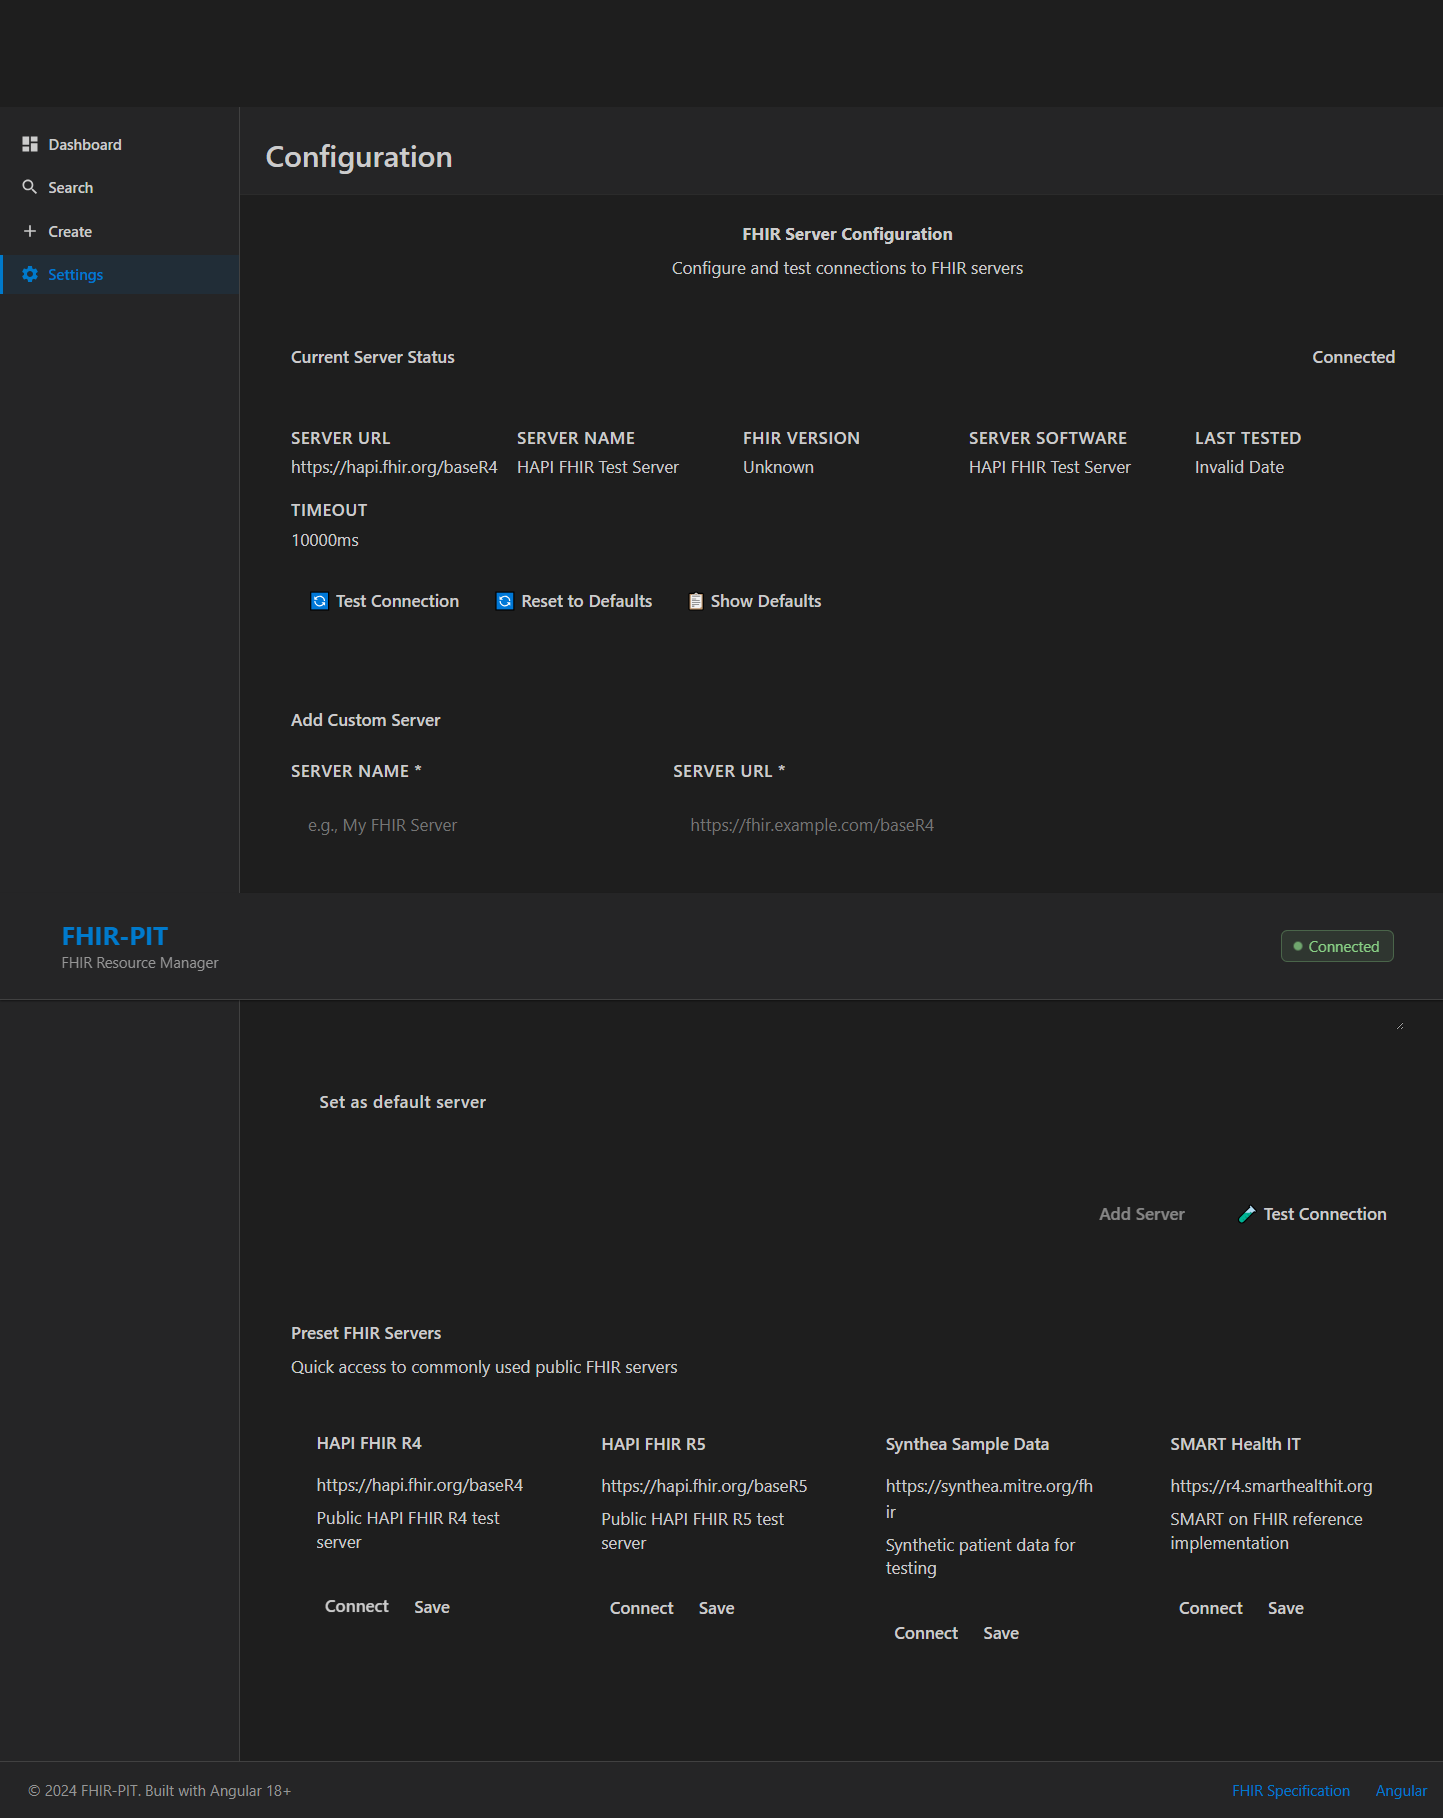 Dashboard
Search
Create
Settings
Configuration
FHIR Server Configuration
Configure and test connections to FHIR servers
Current Server Status
Connected
SERVER URL
https://hapi.fhir.org/baseR4
SERVER NAME
HAPI FHIR Test Server
FHIR VERSION
Unknown
SERVER SOFTWARE
HAPI FHIR Test Server
LAST TESTED
Invalid Date
TIMEOUT
10000ms
Test Connection
Reset to Defaults
Show Defaults
Add Custom Server
SERVER NAME *
e.g., My FHIR Server
SERVER URL *
https://fhir.example.com/baseR4
FHIR-PIT
FHIR Resource Manager
Connected
Set as default server
Add Server
Test Connection
Preset FHIR Servers
Quick access to commonly used public FHIR servers
HAPI FHIR R4
https://hapi.fhir.org/baseR4
Public HAPI FHIR R4 test
server
Connect
Save
HAPI FHIR R5
https://hapi.fhir.org/baseR5
Public HAPI FHIR R5 test
server
Connect
Save
Synthea Sample Data
https://synthea.mitre.org/fh
ir
Synthetic patient data for
testing
Connect
Save
SMART Health IT
https://r4.smarthealthit.org
SMART on FHIR reference
implementation
Connect
Save
© 2024 FHIR-PIT. Built with Angular 18+
FHIR Specification
Angular